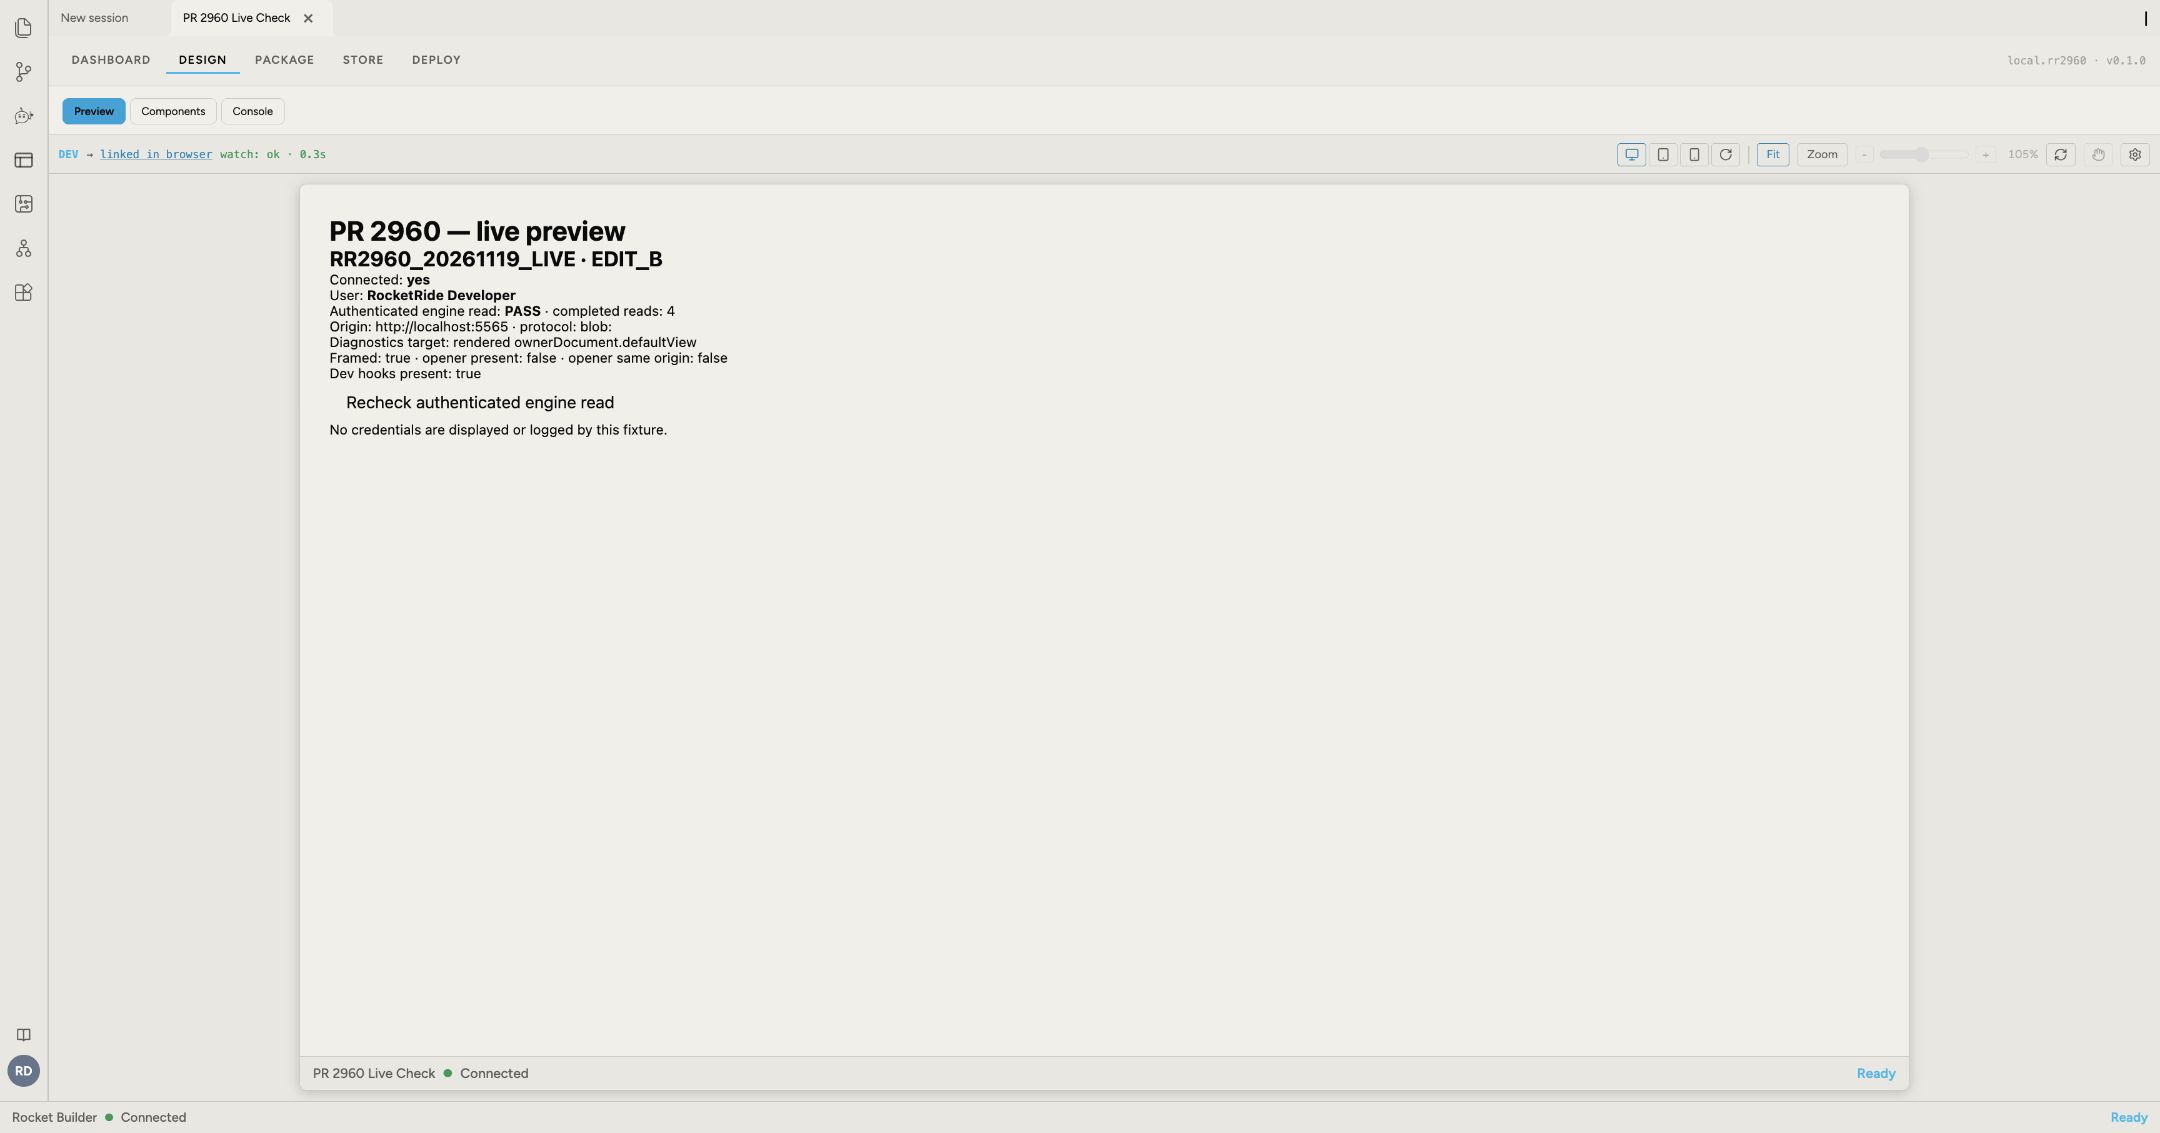 New session
PR 2960 Live Check
DASHBOARD DESIGN PACKAGE STORE DEPLOY
local.rr2960 · v0.1.0
Preview Components Console
DEV → linked in browser watch: ok · 0.3s
Fit Zoom - + 105%
PR 2960 — live preview
RR2960_20261119_LIVE · EDIT_B
Connected: yes
User: RocketRide Developer
Authenticated engine read: PASS · completed reads: 4
Origin: http://localhost:5565 · protocol: blob:
Diagnostics target: rendered ownerDocument.defaultView
Framed: true · opener present: false · opener same origin: false
Dev hooks present: true
Recheck authenticated engine read
No credentials are displayed or logged by this fixture.
RD
PR 2960 Live Check Connected
Ready
Rocket Builder Connected
Ready